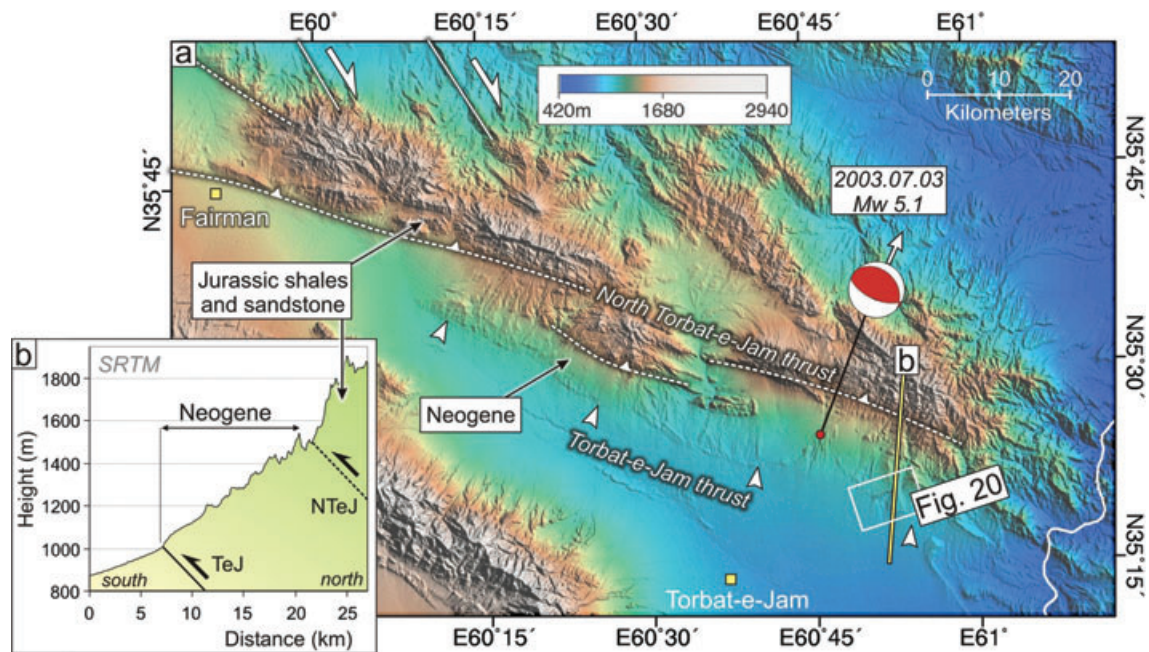 E60°
E60°15´
E60°30´
E60°45´
E61°
a
420m
1680
2940
0
10
20
Kilometers
N35°45´
N35°45´
2003.07.03
Mw 5.1
Fairman
Jurassic shales
and sandstone
North Torbat-e-Jam thrust
b
N35°30´
Neogene
Torbat-e-Jam thrust
Fig. 20
N35°15´
Torbat-e-Jam
E60°15´
E60°30´
E60°45´
E61°
b
SRTM
1800
1600
1400
1200
1000
800
Height (m)
Neogene
NTeJ
TeJ
south
north
0
5
10
15
20
25
Distance (km)